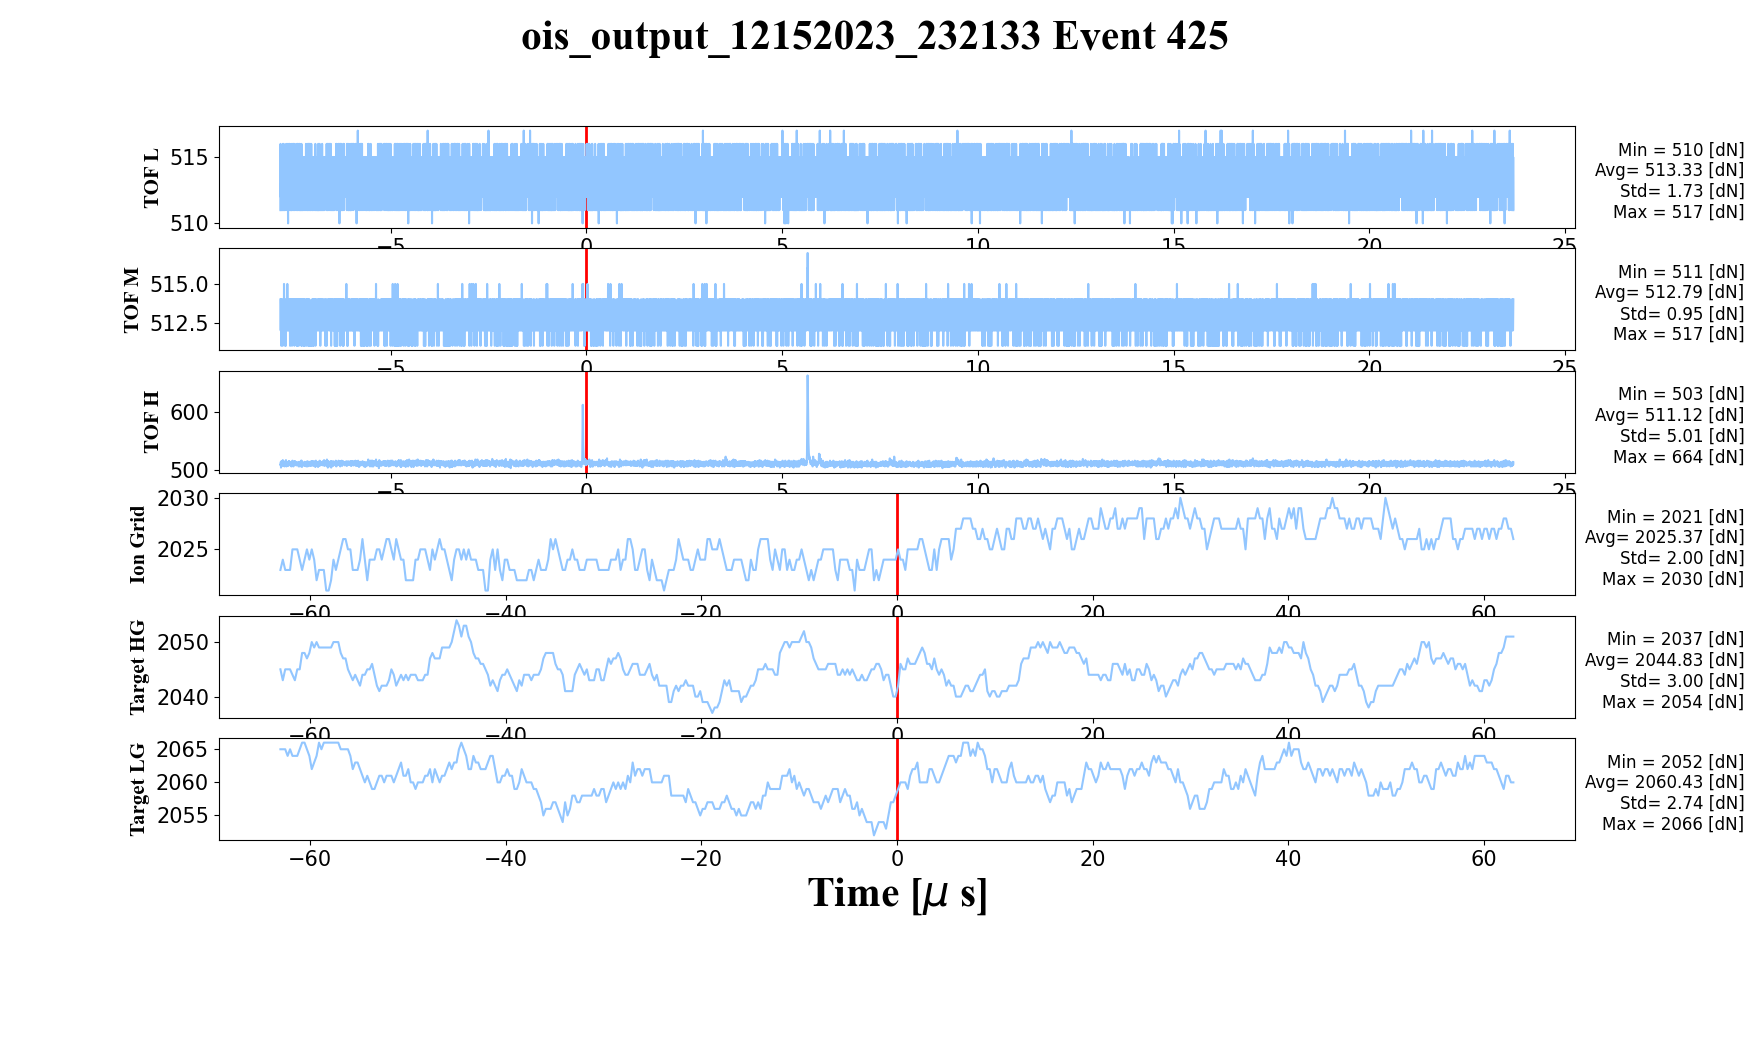 ois_output_12152023_232133 Event 425
TOF L
515
510
−5
0
5
10
15
20
25
Min = 510 [dN]
Avg= 513.33 [dN]
Std= 1.73 [dN]
Max = 517 [dN]
TOF M
515.0
512.5
−5
0
5
10
15
20
25
Min = 511 [dN]
Avg= 512.79 [dN]
Std= 0.95 [dN]
Max = 517 [dN]
TOF H
600
500
−5
0
5
10
15
20
25
Min = 503 [dN]
Avg= 511.12 [dN]
Std= 5.01 [dN]
Max = 664 [dN]
Ion Grid
2030
2025
−60
−40
−20
0
20
40
60
Min = 2021 [dN]
Avg= 2025.37 [dN]
Std= 2.00 [dN]
Max = 2030 [dN]
Target HG
2050
2040
−60
−40
−20
0
20
40
60
Min = 2037 [dN]
Avg= 2044.83 [dN]
Std= 3.00 [dN]
Max = 2054 [dN]
Target LG
2065
2060
2055
−60
−40
−20
0
20
40
60
Min = 2052 [dN]
Avg= 2060.43 [dN]
Std= 2.74 [dN]
Max = 2066 [dN]
Time [μ s]